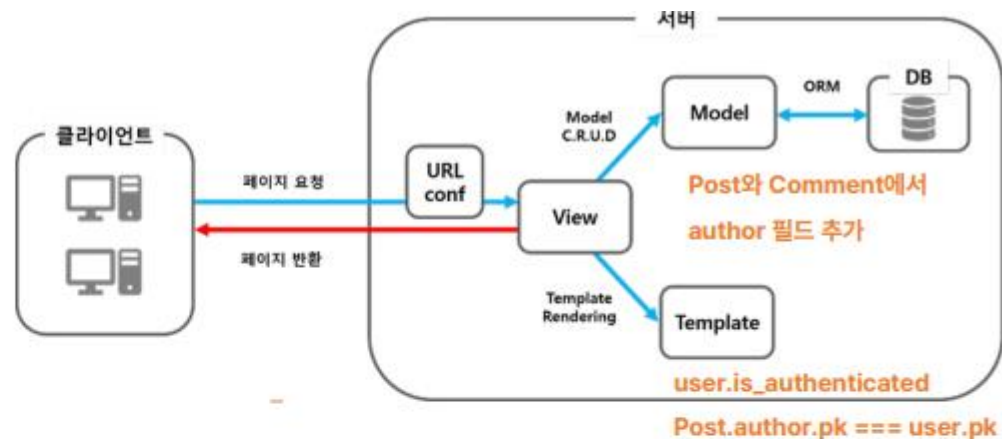 서버
클라이언트
페이지 요청
페이지 반환
URL
conf
View
Model
C.R.U.D
Model
ORM
DB
Post와 Comment에서
author 필드 추가
Template
Rendering
Template
user.is_authenticated
Post.author.pk === user.pk